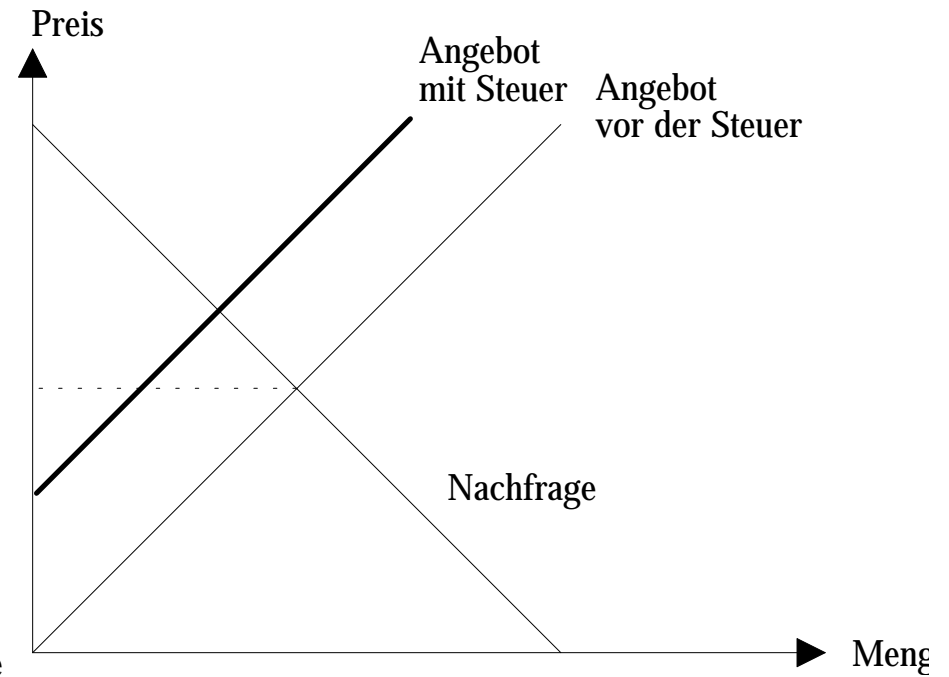 Preis
Angebot
mit Steuer
Angebot
vor der Steuer
Nachfrage
Meng
e